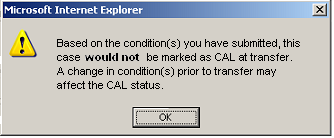 Microsoft Internet Explorer
Based on the condition(s) you have submitted, this
case would not be marked as CAL at transfer.
A change in condition(s) prior to transfer may
affect the CAL status.
OK